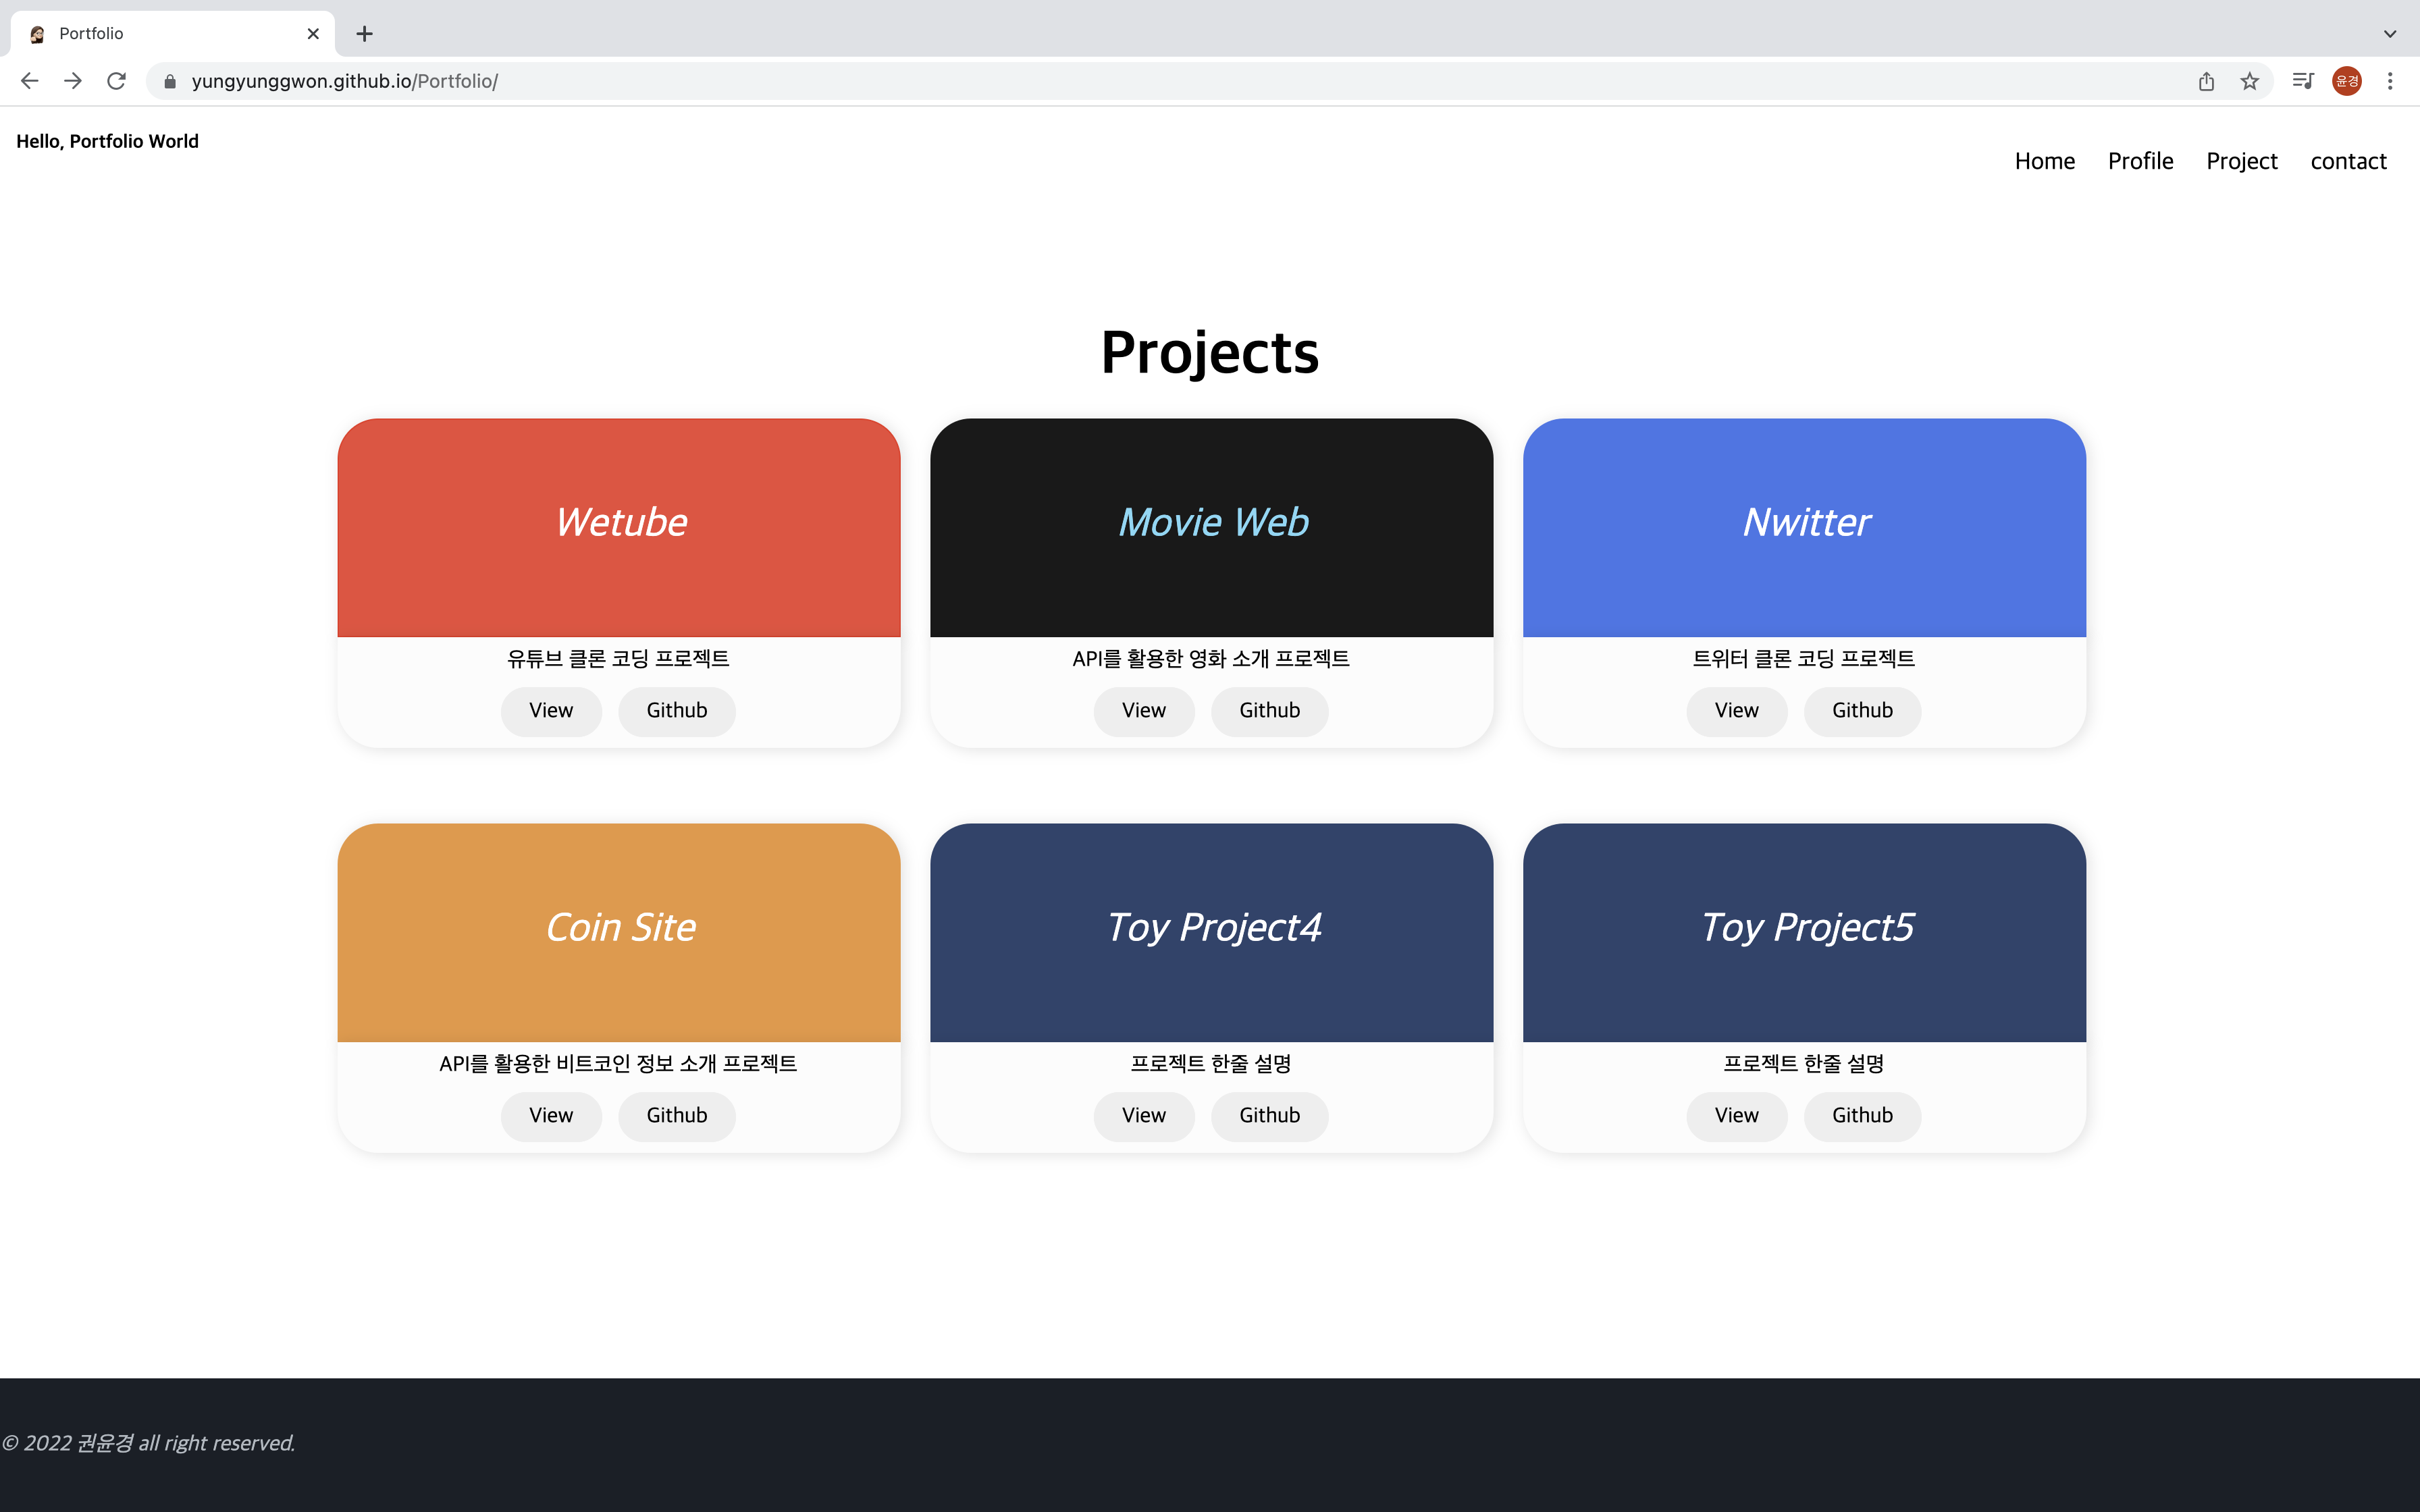 Portfolio
yungyunggwon.github.io/Portfolio/
윤경
Hello, Portfolio World
Home Profile Project contact
Projects
Wetube
유튜브 클론 코딩 프로젝트
View Github
Movie Web
API를 활용한 영화 소개 프로젝트
View Github
Nwitter
트위터 클론 코딩 프로젝트
View Github
Coin Site
API를 활용한 비트코인 정보 소개 프로젝트
View Github
Toy Project4
프로젝트 한줄 설명
View Github
Toy Project5
프로젝트 한줄 설명
View Github
© 2022 권윤경 all right reserved.